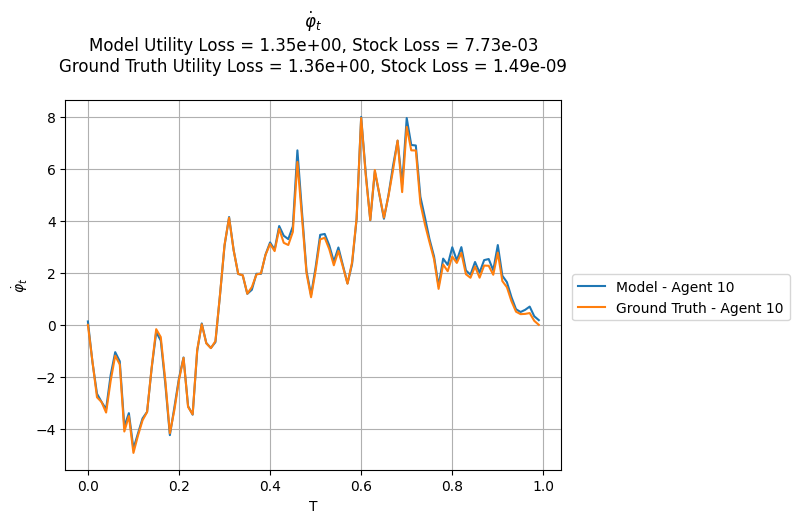 φ̇ₜ
Model Utility Loss = 1.35e+00, Stock Loss = 7.73e-03
Ground Truth Utility Loss = 1.36e+00, Stock Loss = 1.49e-09
8
6
4
2
0
−2
−4
φ̇ₜ
0.0 0.2 0.4 0.6 0.8 1.0
T
Model - Agent 10
Ground Truth - Agent 10